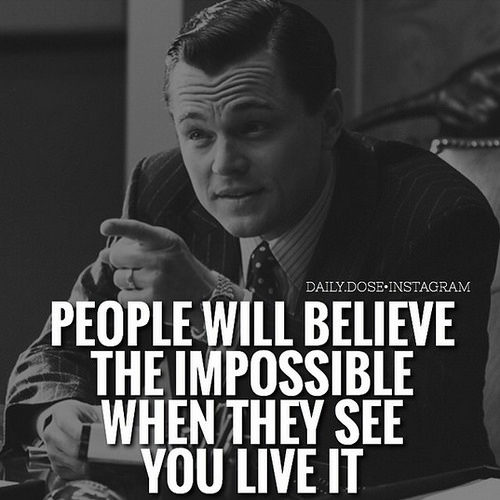 DAILY.DOSE•INSTAGRAM
PEOPLE WILL BELIEVE
THE IMPOSSIBLE
WHEN THEY SEE
YOU LIVE IT